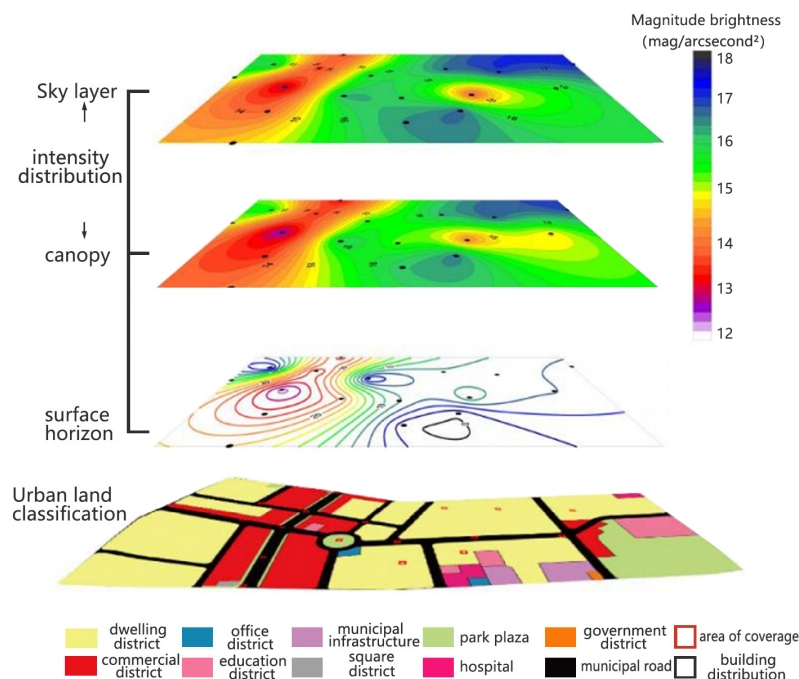 Magnitude brightness
(mag/arcsecond²)
18
17
16
15
14
13
12
Sky layer
intensity
distribution
canopy
surface
horizon
Urban land
classification
dwelling
district
office
district
municipal
infrastructure
park plaza
government
district
area of coverage
commercial
district
education
district
square
district
hospital
municipal road
building
distribution